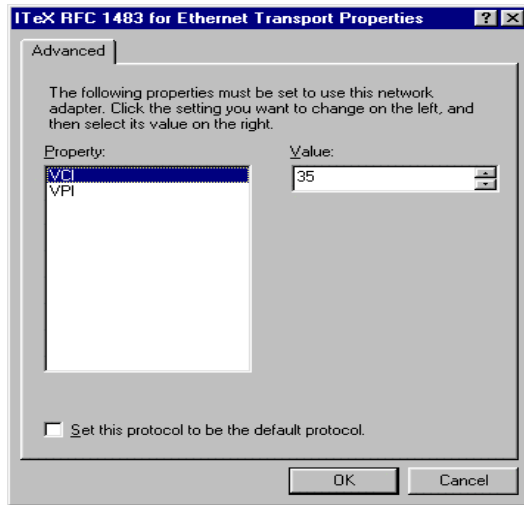 ITeX RFC 1483 for Ethernet Transport Properties
Advanced
The following properties must be set to use this network
adapter. Click the setting you want to change on the left, and
then select its value on the right.
Property:
Value:
VCI
35
VPI
Set this protocol to be the default protocol.
OK
Cancel